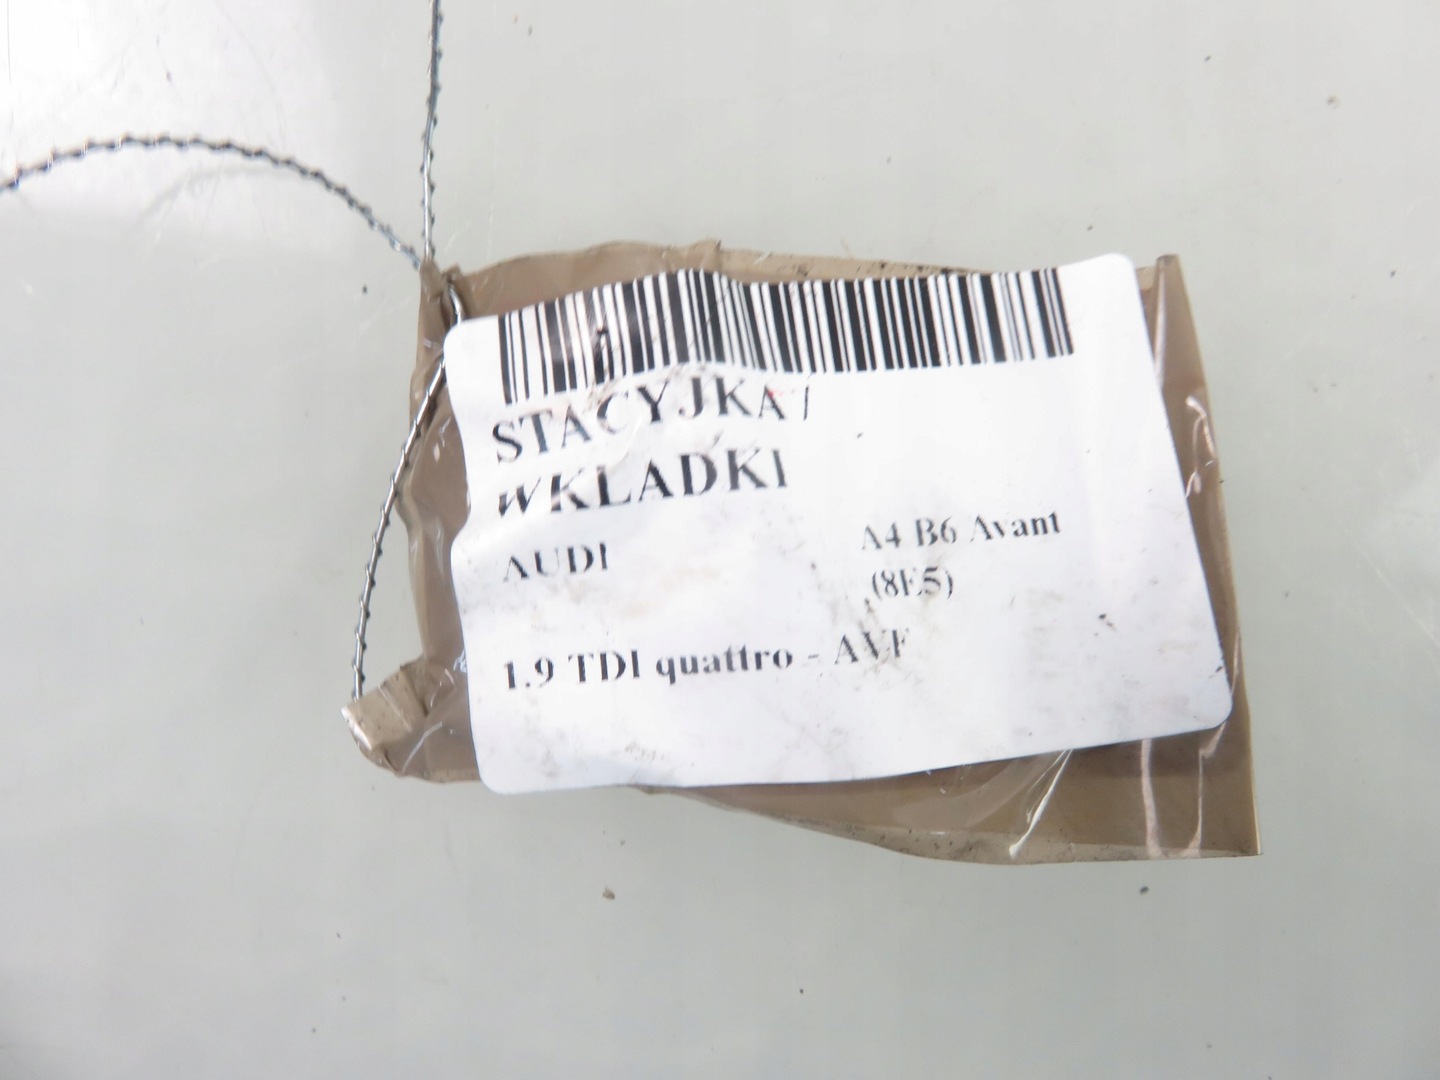 STACYJKA /
WKLADKI
AUDI
A4 B6 Avant
(8E5)
1.9 TDI quattro - AVF